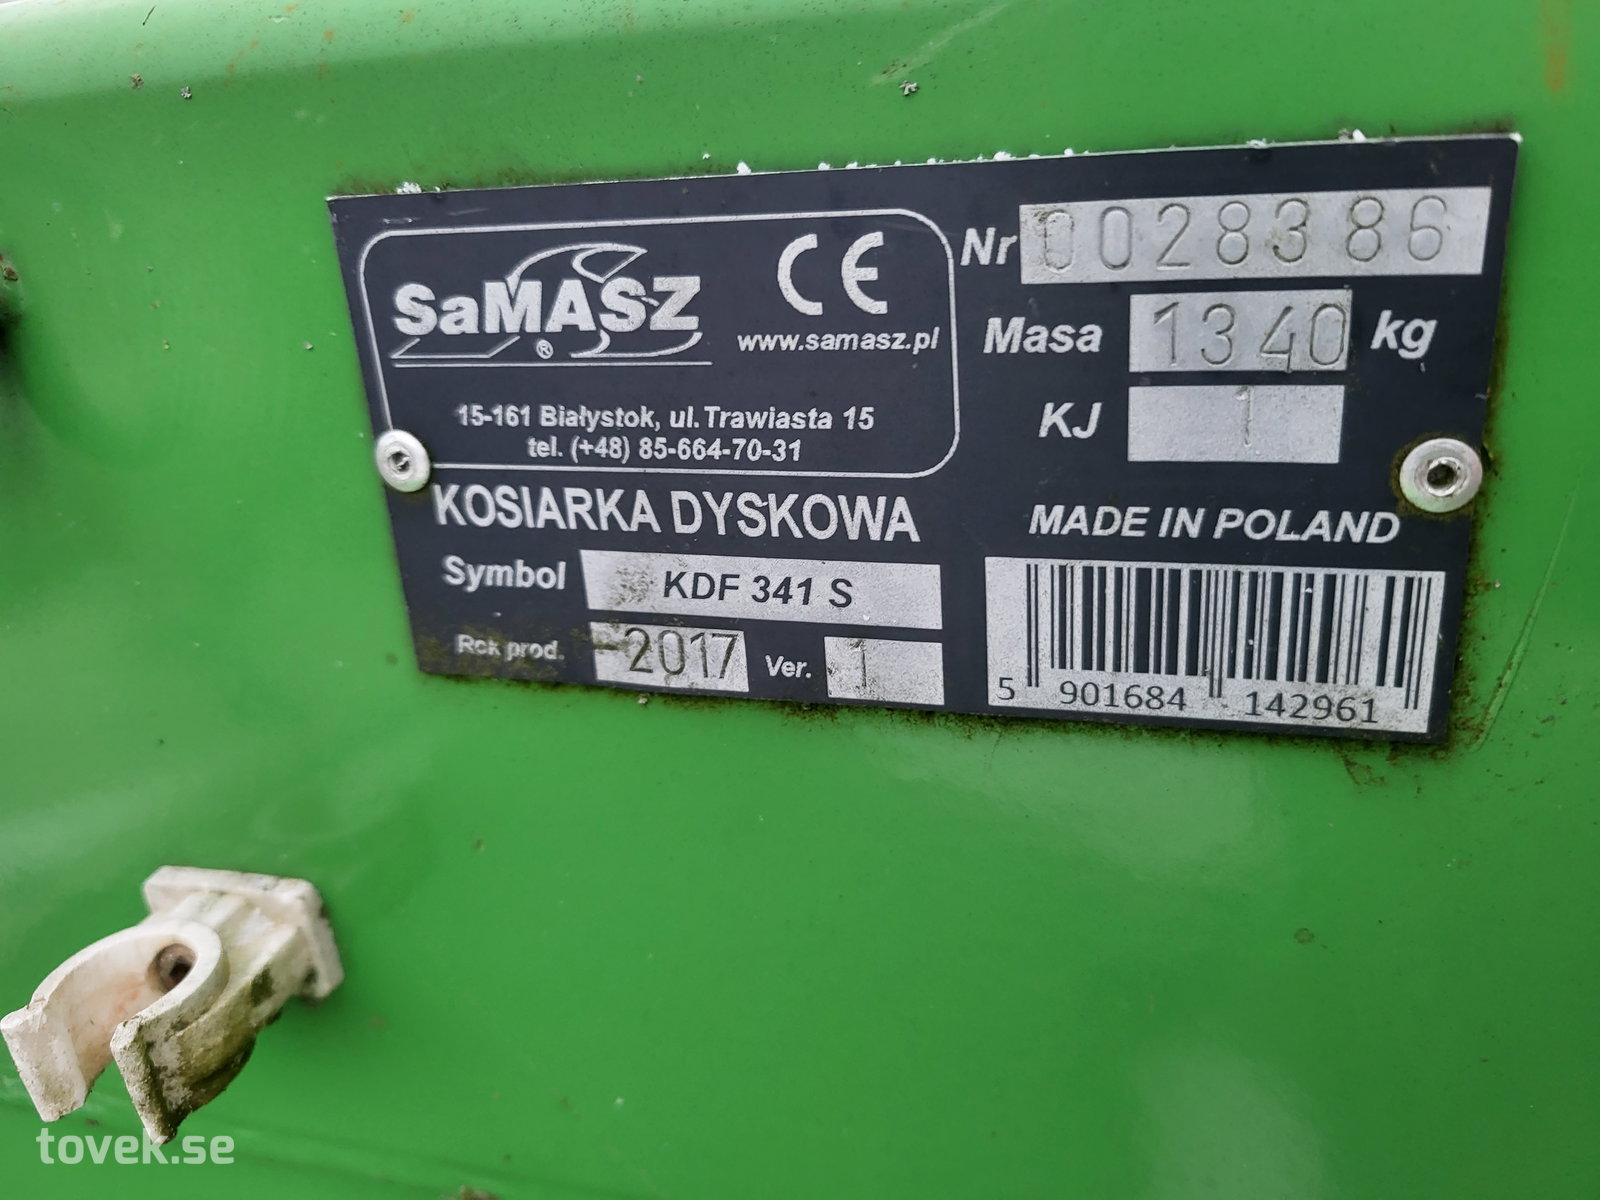 SaMASZ
®
CE
www.samasz.pl
15-161 Białystok, ul. Trawiasta 15
tel. (+48) 85-664-70-31
Nr 0028386
Masa 1340 kg
KJ 1
KOSIARKA DYSKOWA
MADE IN POLAND
Symbol KDF 341 S
Rok prod. 2017 Ver. 1
5 901684 142961
tovek.se